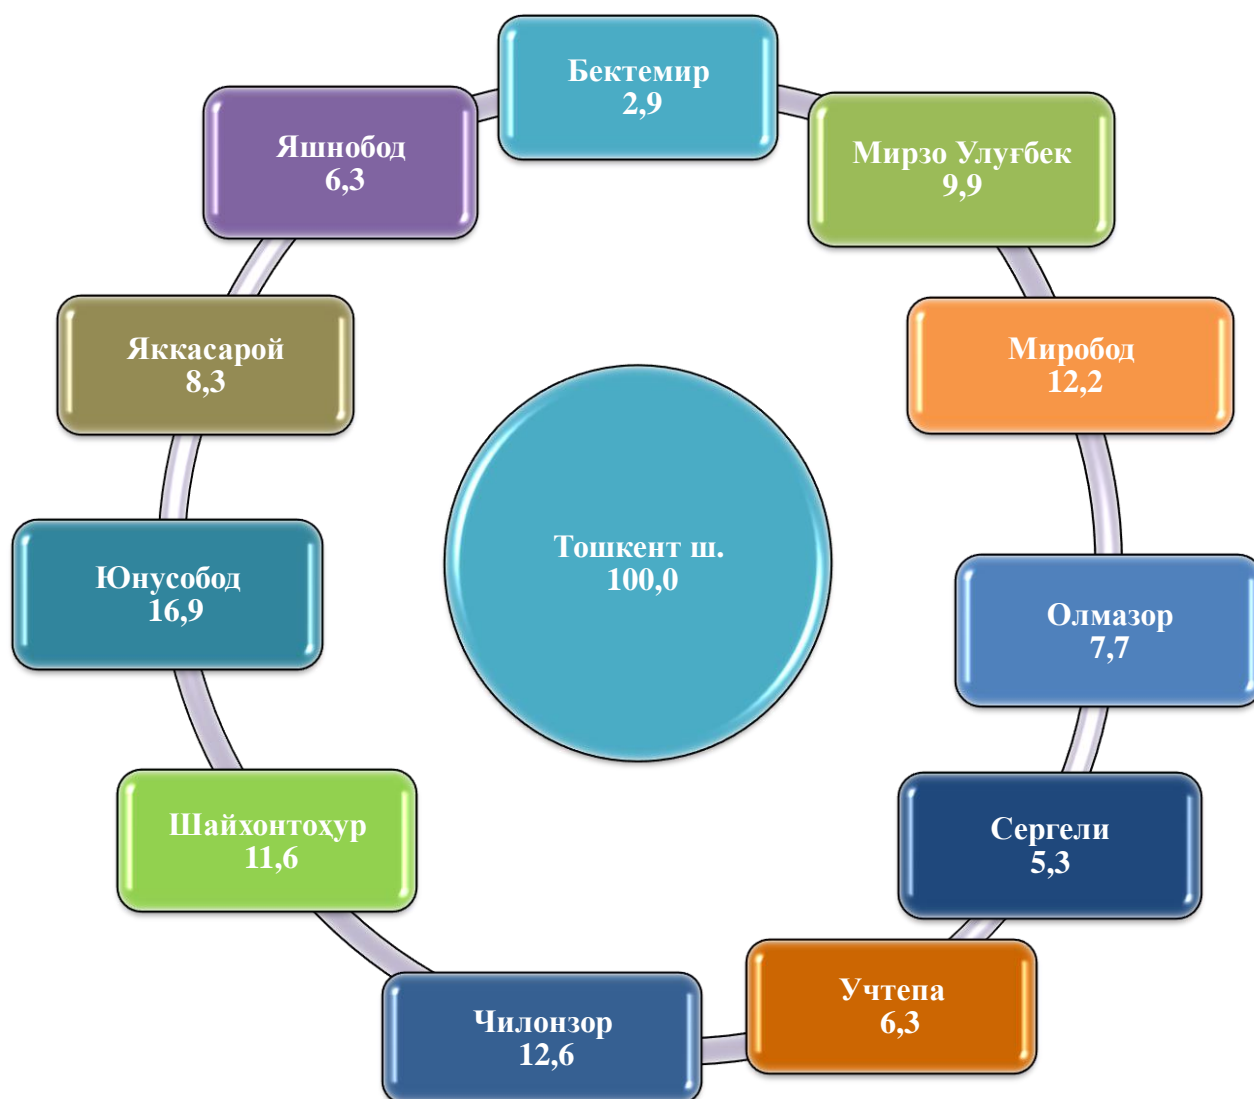 Бектемир
2,9
Мирзо Улуғбек
9,9
Миробод
12,2
Олмазор
7,7
Сергели
5,3
Учтепа
6,3
Чилонзор
12,6
Шайхонтоҳур
11,6
Юнусобод
16,9
Яккасарой
8,3
Яшнобод
6,3
Тошкент ш.
100,0